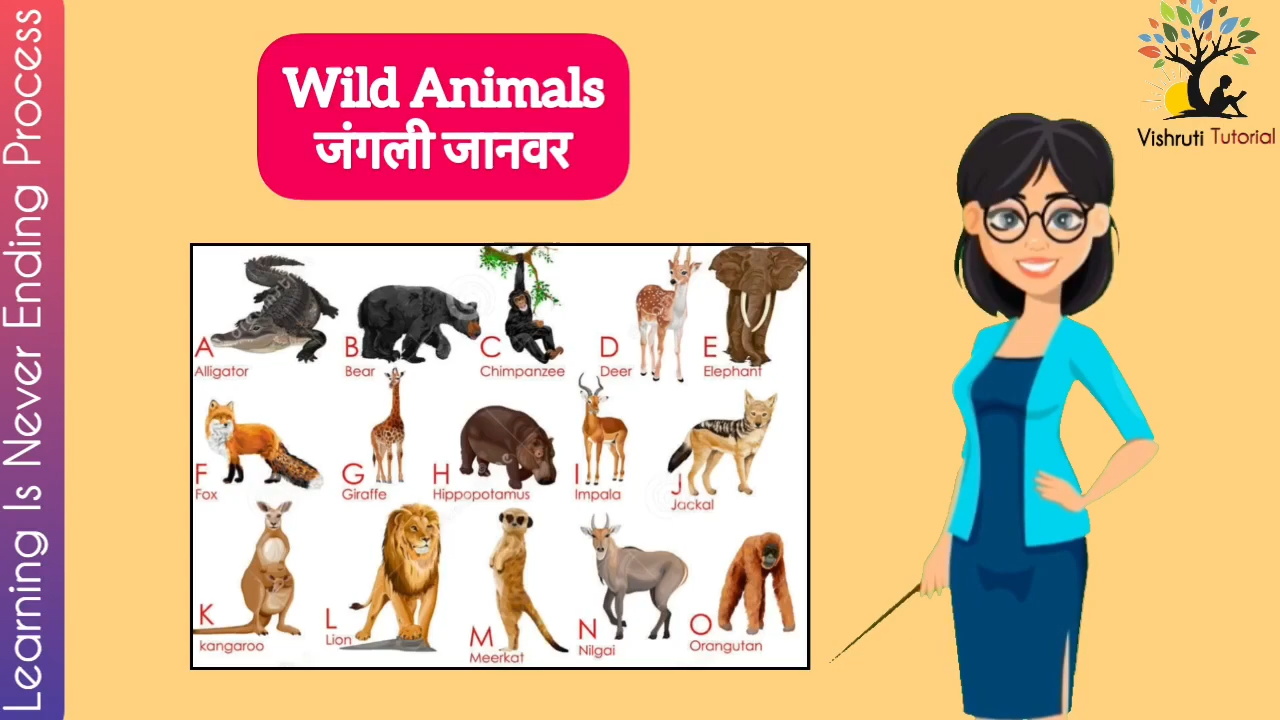 Learning Is Never Ending Process
Wild Animals
जंगली जानवर
Vishruti Tutorial
A
Alligator
B
Bear
C
Chimpanzee
D
Deer
E
Elephant
F
Fox
G
Giraffe
H
Hippopotamus
I
Impala
J
Jackal
K
kangaroo
L
Lion
M
Meerkat
N
Nilgai
O
Orangutan